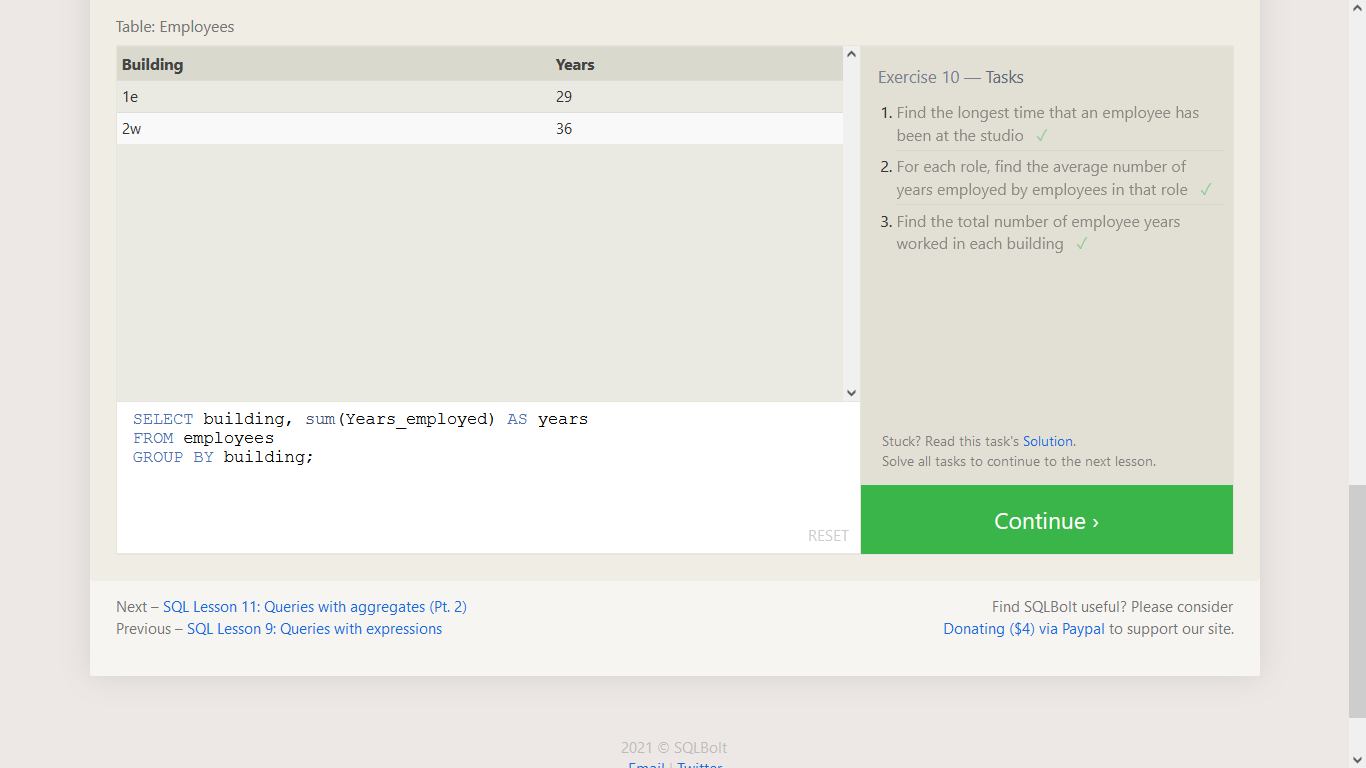 Table: Employees
Building Years
1e 29
2w 36
SELECT building, sum(Years_employed) AS years
FROM employees
GROUP BY building;
RESET
Exercise 10 — Tasks
1. Find the longest time that an employee has
been at the studio ✓
2. For each role, find the average number of
years employed by employees in that role ✓
3. Find the total number of employee years
worked in each building ✓
Stuck? Read this task's Solution.
Solve all tasks to continue to the next lesson.
Continue ›
Next – SQL Lesson 11: Queries with aggregates (Pt. 2)
Previous – SQL Lesson 9: Queries with expressions
Find SQLBolt useful? Please consider
Donating ($4) via Paypal to support our site.
2021 © SQLBolt
Email | Twitter